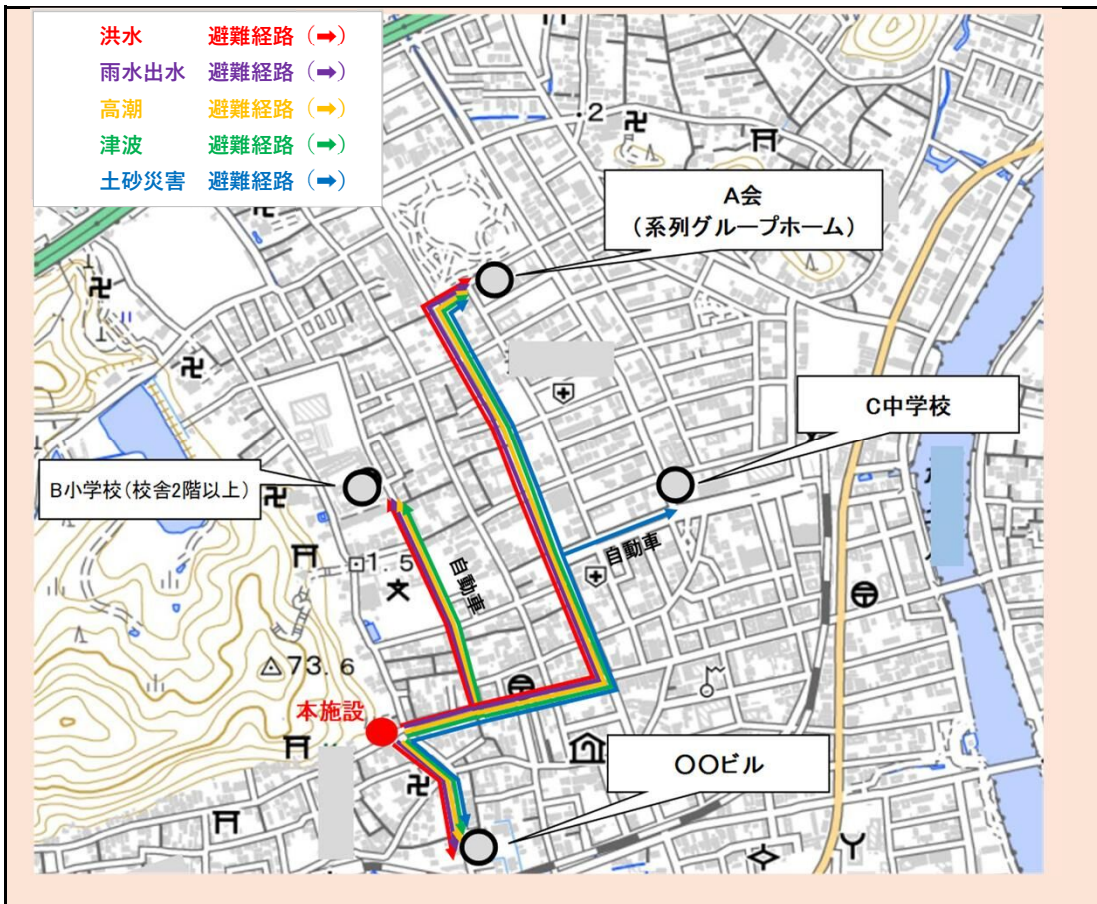 洪水 避難経路（➡）
雨水出水 避難経路（➡）
高潮 避難経路（➡）
津波 避難経路（➡）
土砂災害 避難経路（➡）
.2
A会
（系列グループホーム）
C中学校
B小学校（校舎2階以上）
自動車
1.5
自動車
73.6
本施設
〇〇ビル